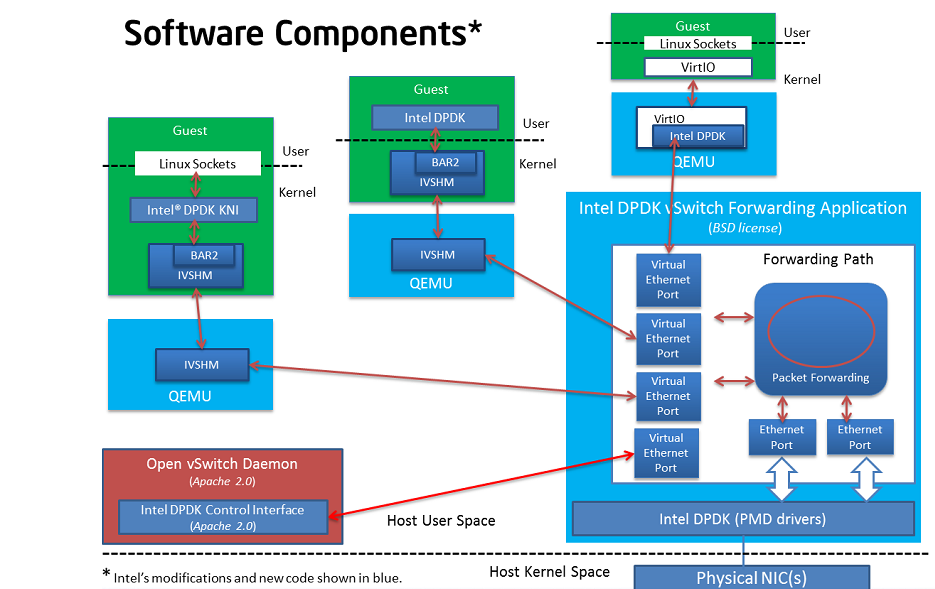 Software Components*
Guest
Linux Sockets
User
VirtIO
Kernel
VirtIO
Intel DPDK
QEMU
Guest
Intel DPDK
User
BAR2
Kernel
IVSHM
IVSHM
QEMU
Guest
User
Linux Sockets
Kernel
Intel® DPDK KNI
BAR2
IVSHM
IVSHM
QEMU
Intel DPDK vSwitch Forwarding Application
(BSD license)
Forwarding Path
Virtual
Ethernet
Port
Virtual
Ethernet
Port
Virtual
Ethernet
Port
Virtual
Ethernet
Port
Packet Forwarding
Ethernet
Port
Ethernet
Port
Intel DPDK (PMD drivers)
Open vSwitch Daemon
(Apache 2.0)
Intel DPDK Control Interface
(Apache 2.0)
Host User Space
Host Kernel Space
Physical NIC(s)
* Intel's modifications and new code shown in blue.